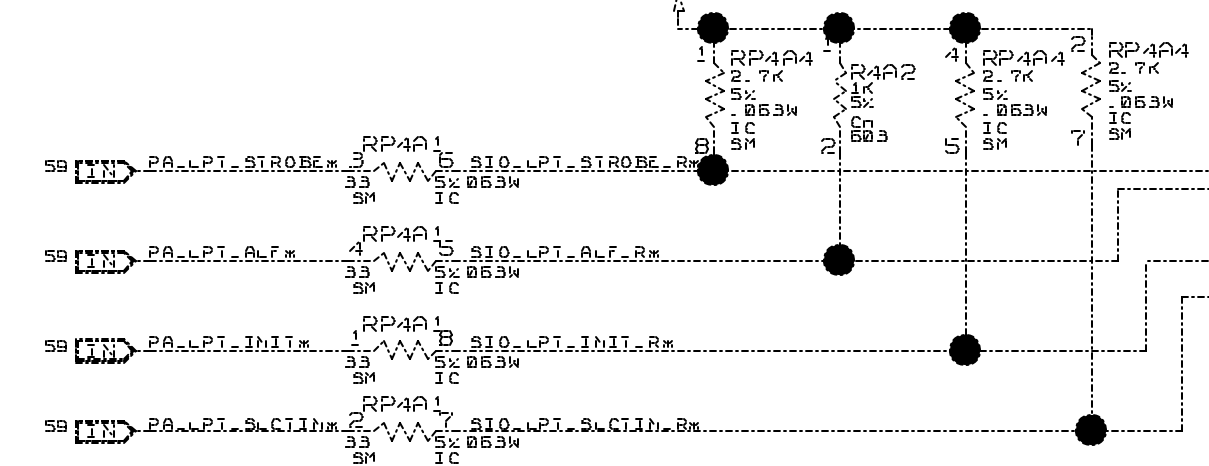 1 RP4A4 2.7K 5% .063W IC SM 8
1 R4A2 1K 5% CH 603 2
4 RP4A4 2.7K 5% .063W IC SM 5
2 RP4A4 2.7K 5% .063W IC SM 7
RP4A1
59 IN PA_LPT_STROBE* 3 6 SIO_LPT_STROBE_R*
33 5% 063W
SM IC
RP4A1
59 IN PA_LPT_ALF* 4 5 SIO_LPT_ALF_R*
33 5% 063W
SM IC
RP4A1
59 IN PA_LPT_INIT* 1 8 SIO_LPT_INIT_R*
33 5% 063W
SM IC
RP4A1
59 IN PA_LPT_SLCTIN* 2 7 SIO_LPT_SLCTIN_R*
33 5% 063W
SM IC